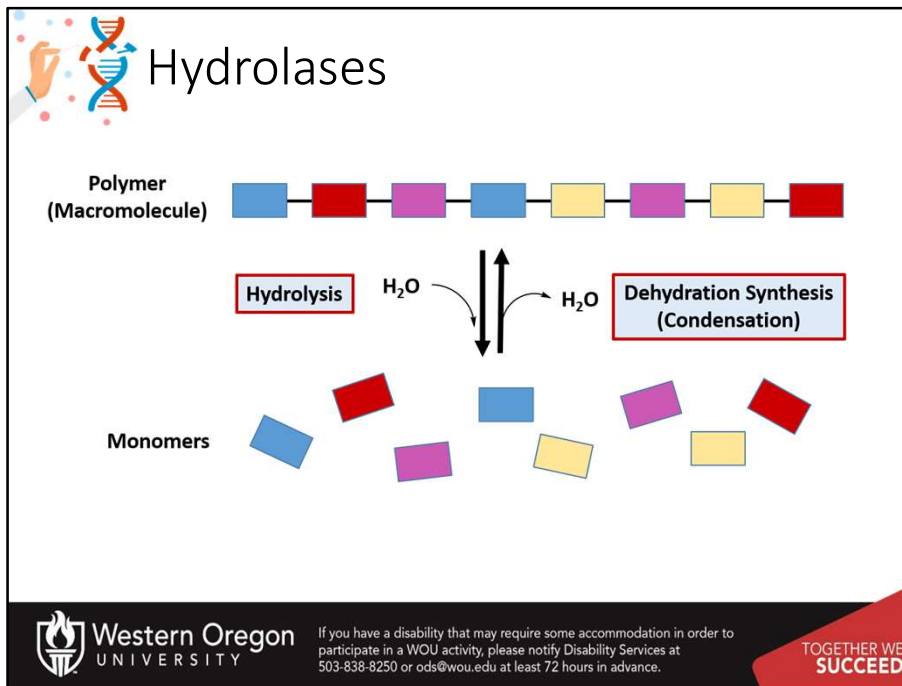 Hydrolases
Polymer
(Macromolecule)
Hydrolysis
H₂O
H₂O
Dehydration Synthesis
(Condensation)
Monomers
Western Oregon
UNIVERSITY
If you have a disability that may require some accommodation in order to
participate in a WOU activity, please notify Disability Services at
503-838-8250 or ods@wou.edu at least 72 hours in advance.
TOGETHER WE
SUCCEED